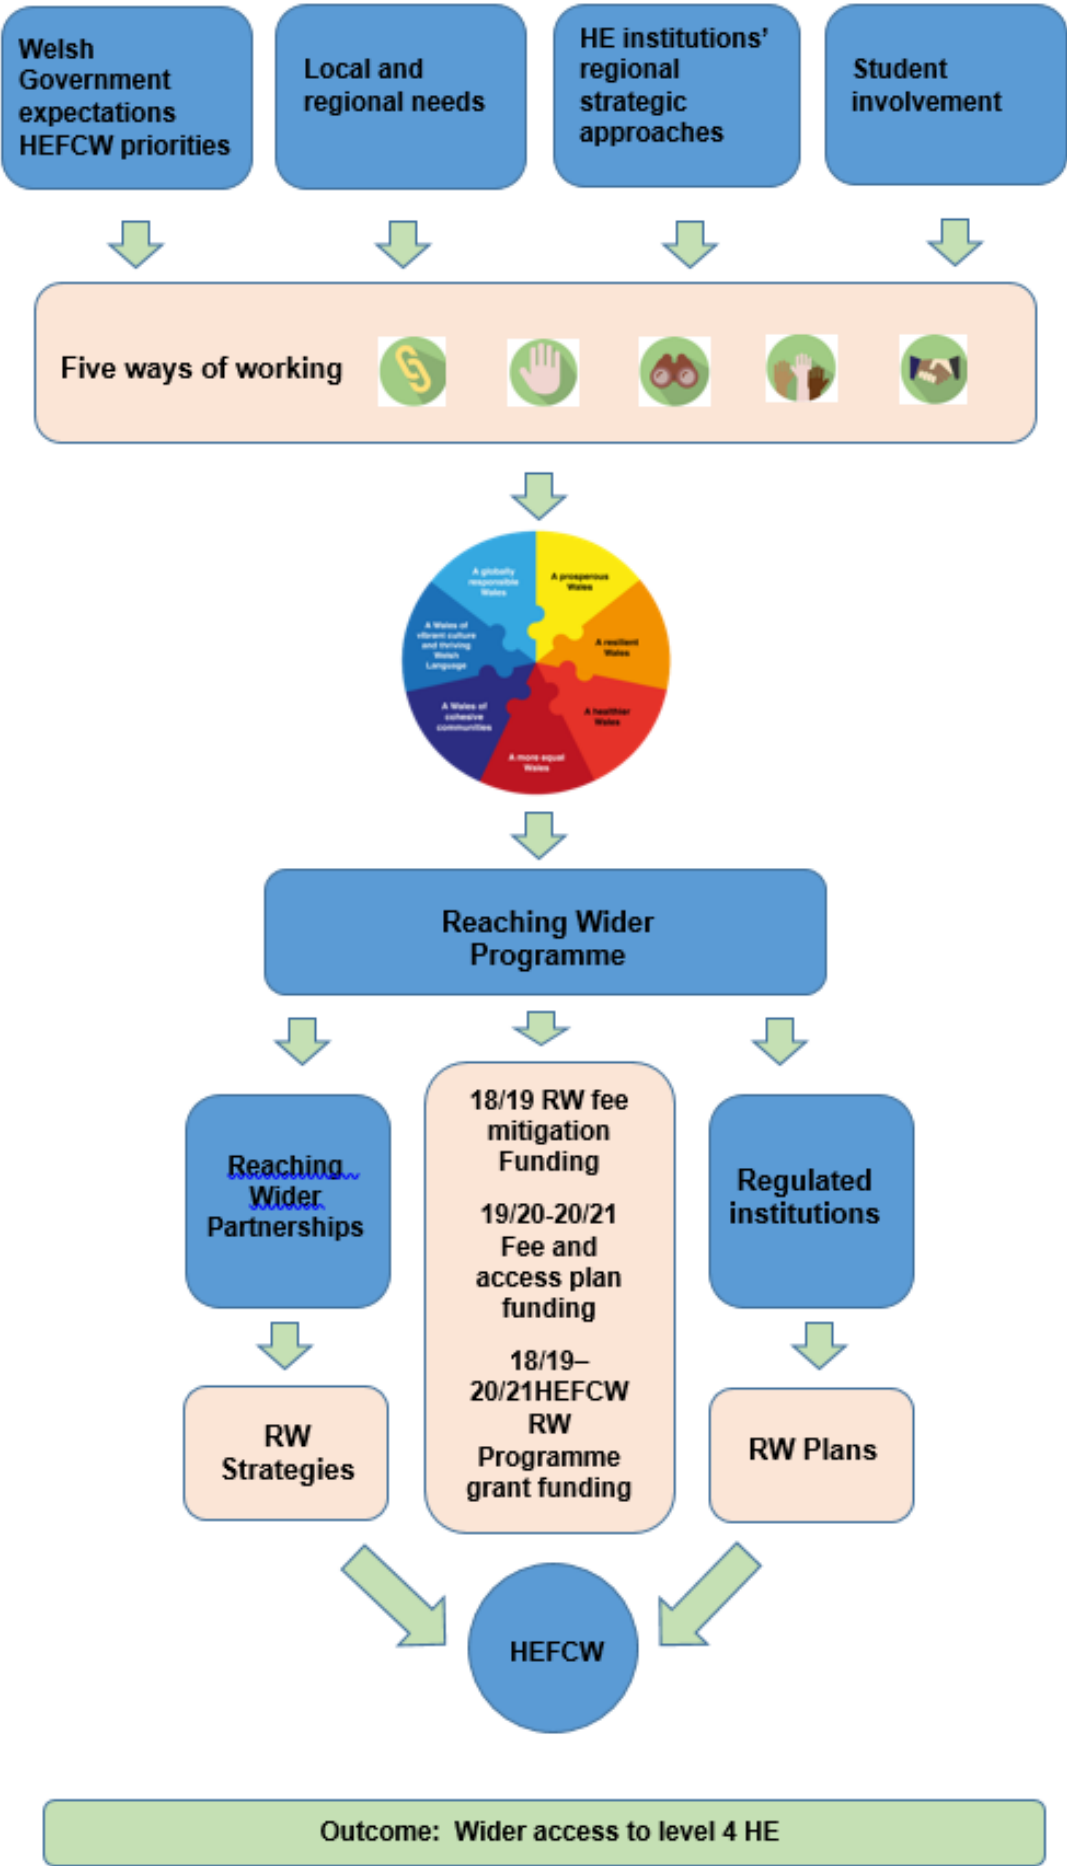 Welsh
Government
expectations
HEFCW priorities
Local and
regional needs
HE institutions’
regional
strategic
approaches
Student
involvement
Five ways of working
A globally
responsible
Wales
A prosperous
Wales
A Wales of
vibrant culture
and thriving
Welsh
Language
A resilient
Wales
A Wales of
cohesive
communities
A healthier
Wales
A more equal
Wales
Reaching Wider
Programme
Reaching
Wider
Partnerships
18/19 RW fee
mitigation
Funding
19/20-20/21
Fee and
access plan
funding
18/19–
20/21HEFCW
RW
Programme
grant funding
Regulated
institutions
RW
Strategies
RW Plans
HEFCW
Outcome:  Wider access to level 4 HE